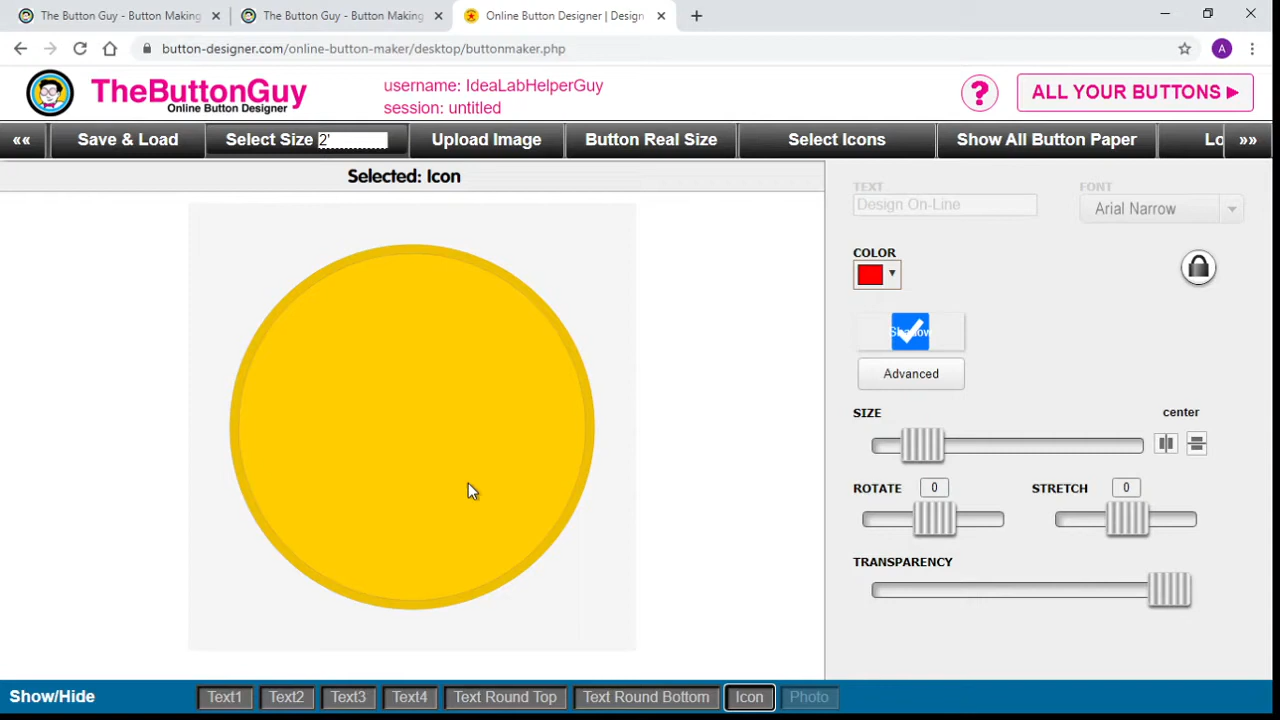 The Button Guy - Button Making
The Button Guy - Button Making
Online Button Designer | Design
button-designer.com/online-button-maker/desktop/buttonmaker.php
A
TheButtonGuy
Online Button Designer
username: IdeaLabHelperGuy
session: untitled
?
ALL YOUR BUTTONS
«« Save & Load Select Size 2" Upload Image Button Real Size Select Icons Show All Button Paper Lo »»
Selected: Icon
TEXT FONT
Design On-Line Arial Narrow
COLOR
Shadow
Advanced
SIZE center
ROTATE 0 STRETCH 0
TRANSPARENCY
Show/Hide Text1 Text2 Text3 Text4 Text Round Top Text Round Bottom Icon Photo